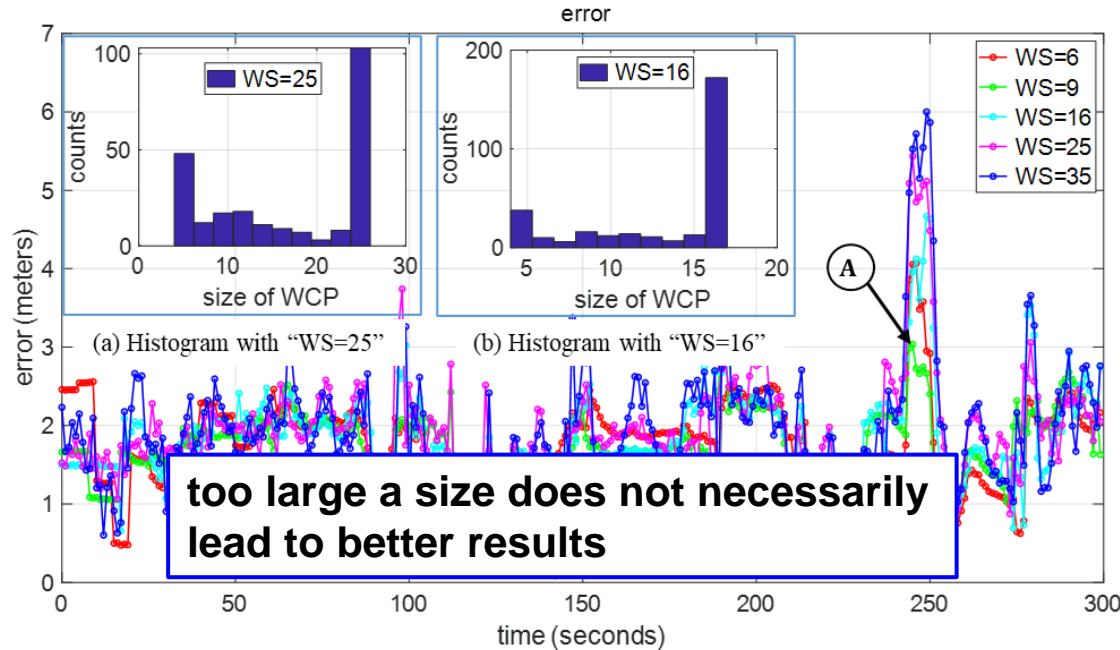 error
7
6
5
4
3
2
1
0
error (meters)
0
50
100
150
200
250
300
time (seconds)
WS=6
WS=9
WS=16
WS=25
WS=35
100
50
0
counts
WS=25
0
10
20
30
size of WCP
(a) Histogram with “WS=25”
200
100
0
counts
WS=16
5
10
15
20
size of WCP
(b) Histogram with “WS=16”
A
too large a size does not necessarily
lead to better results